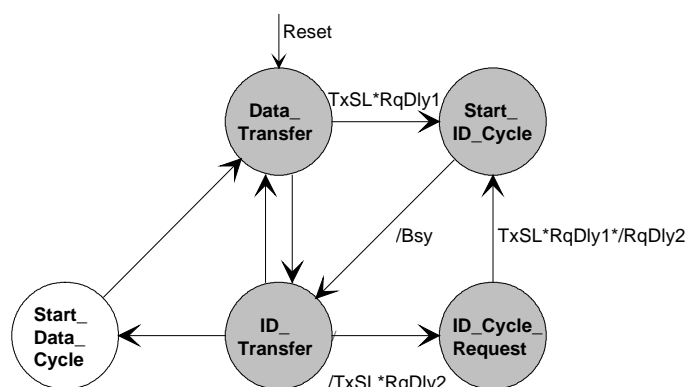 Reset
Data_
Transfer
TxSL*RqDly1
Start_
ID_Cycle
/Bsy
TxSL*RqDly1*/RqDly2
Start_
Data_
Cycle
ID_
Transfer
/
ID_Cycle_
Request
/TxSL*RqDly2